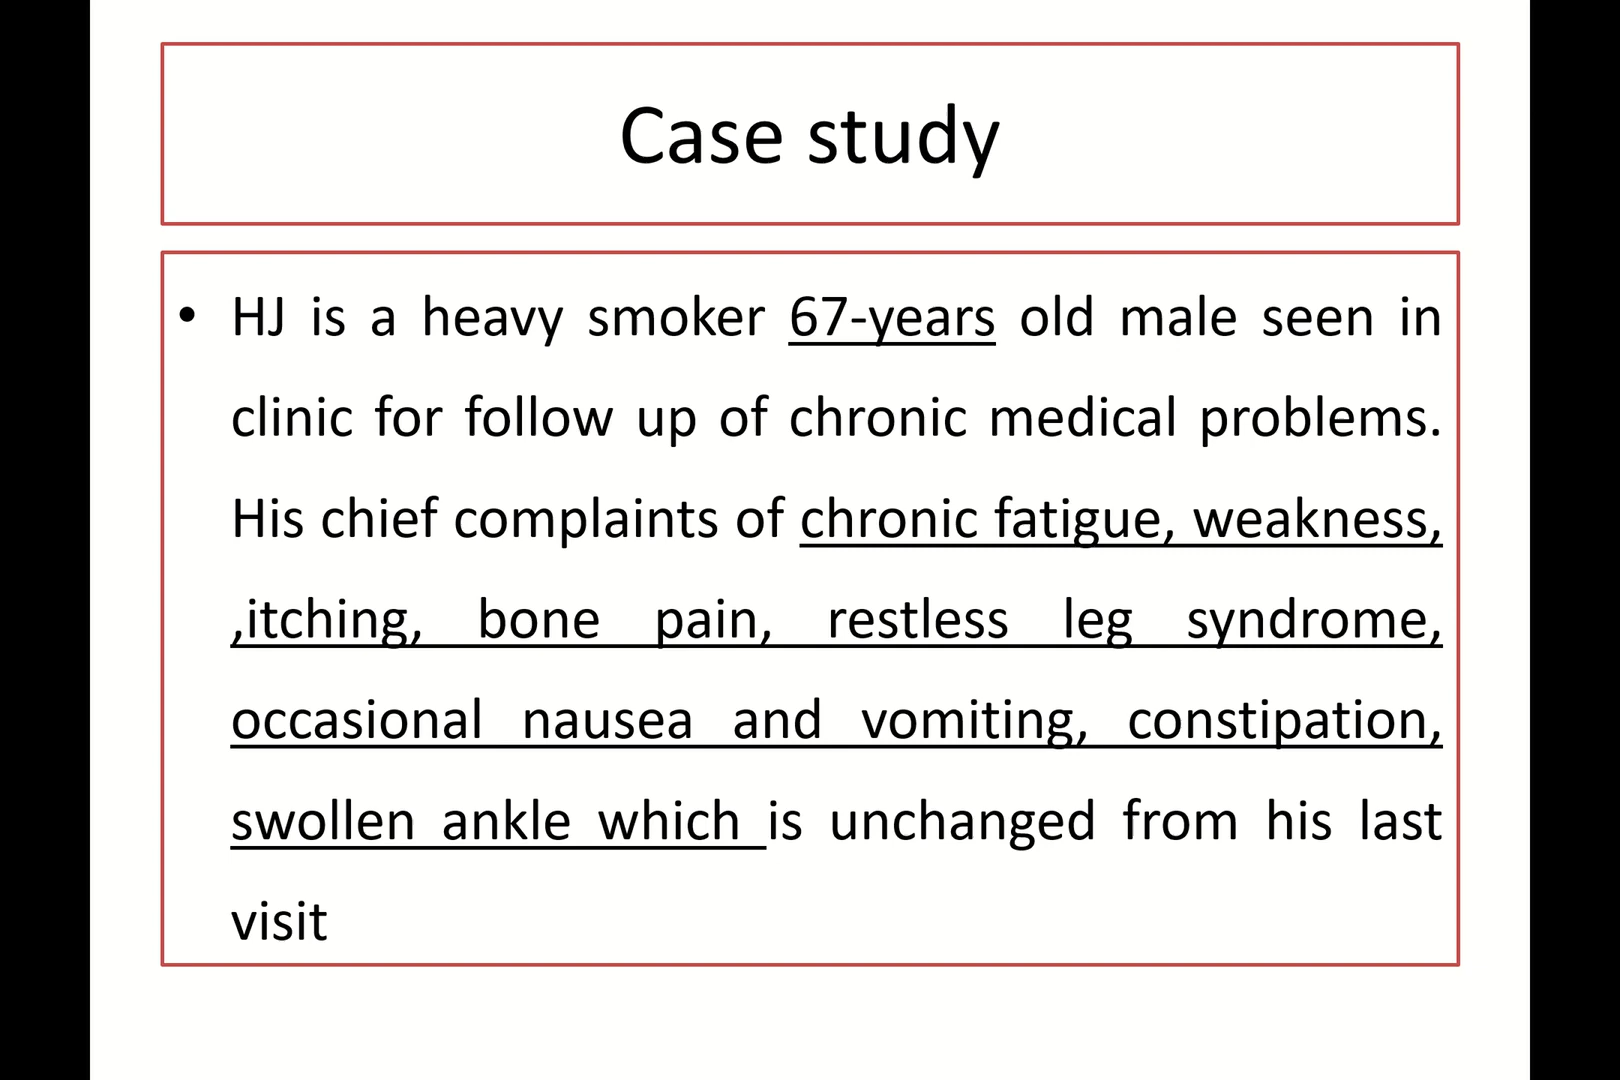 Case study
• HJ is a heavy smoker 67-years old male seen in
clinic for follow up of chronic medical problems.
His chief complaints of chronic fatigue, weakness,
,itching, bone pain, restless leg syndrome,
occasional nausea and vomiting, constipation,
swollen ankle which is unchanged from his last
visit